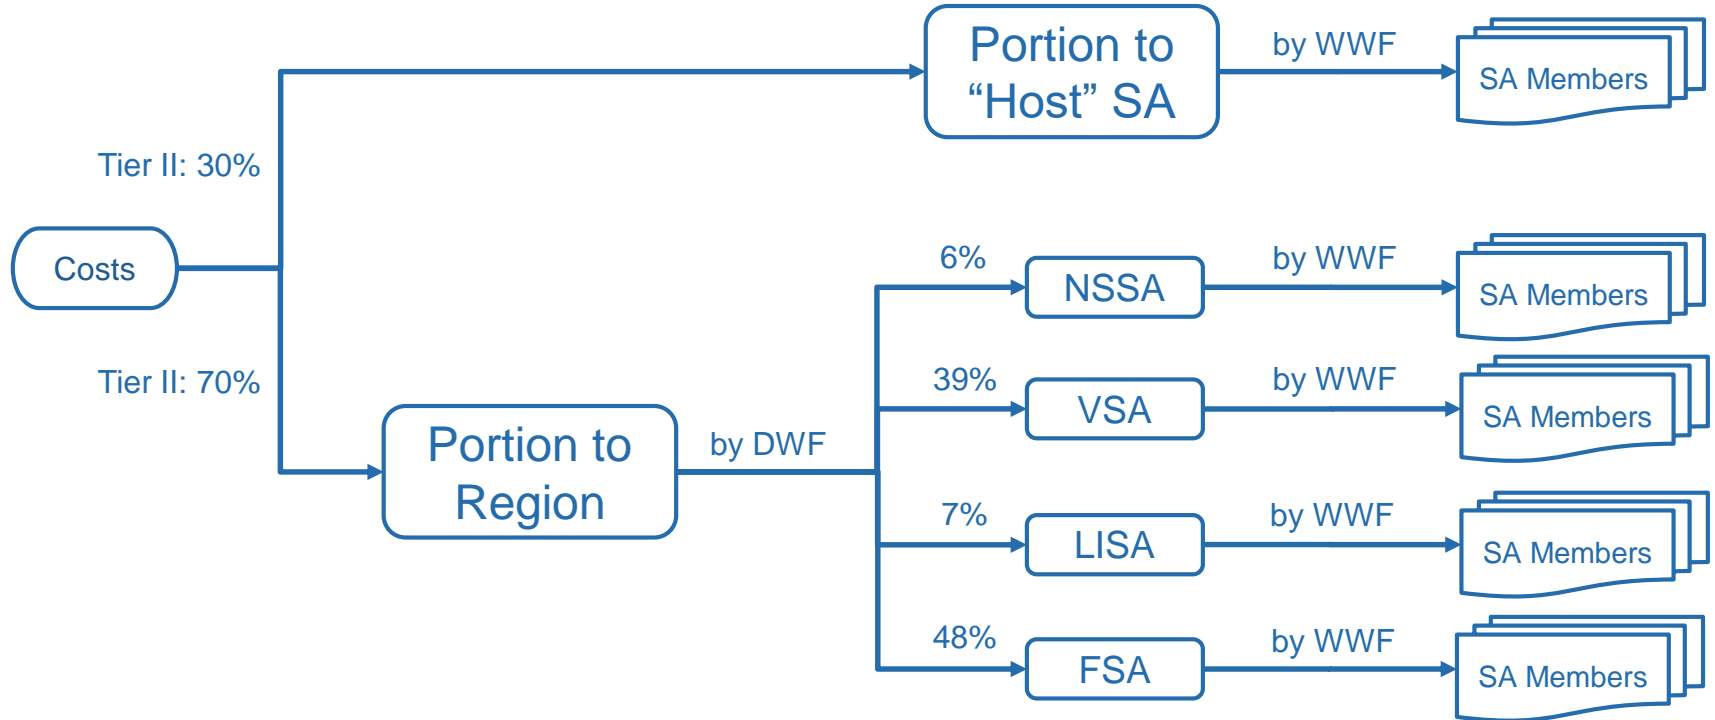 Portion to
“Host” SA
by WWF
SA Members
Tier II: 30%
Costs
Tier II: 70%
Portion to
Region
by DWF
6%
NSSA
by WWF
SA Members
39%
VSA
by WWF
SA Members
7%
LISA
by WWF
SA Members
48%
FSA
by WWF
SA Members